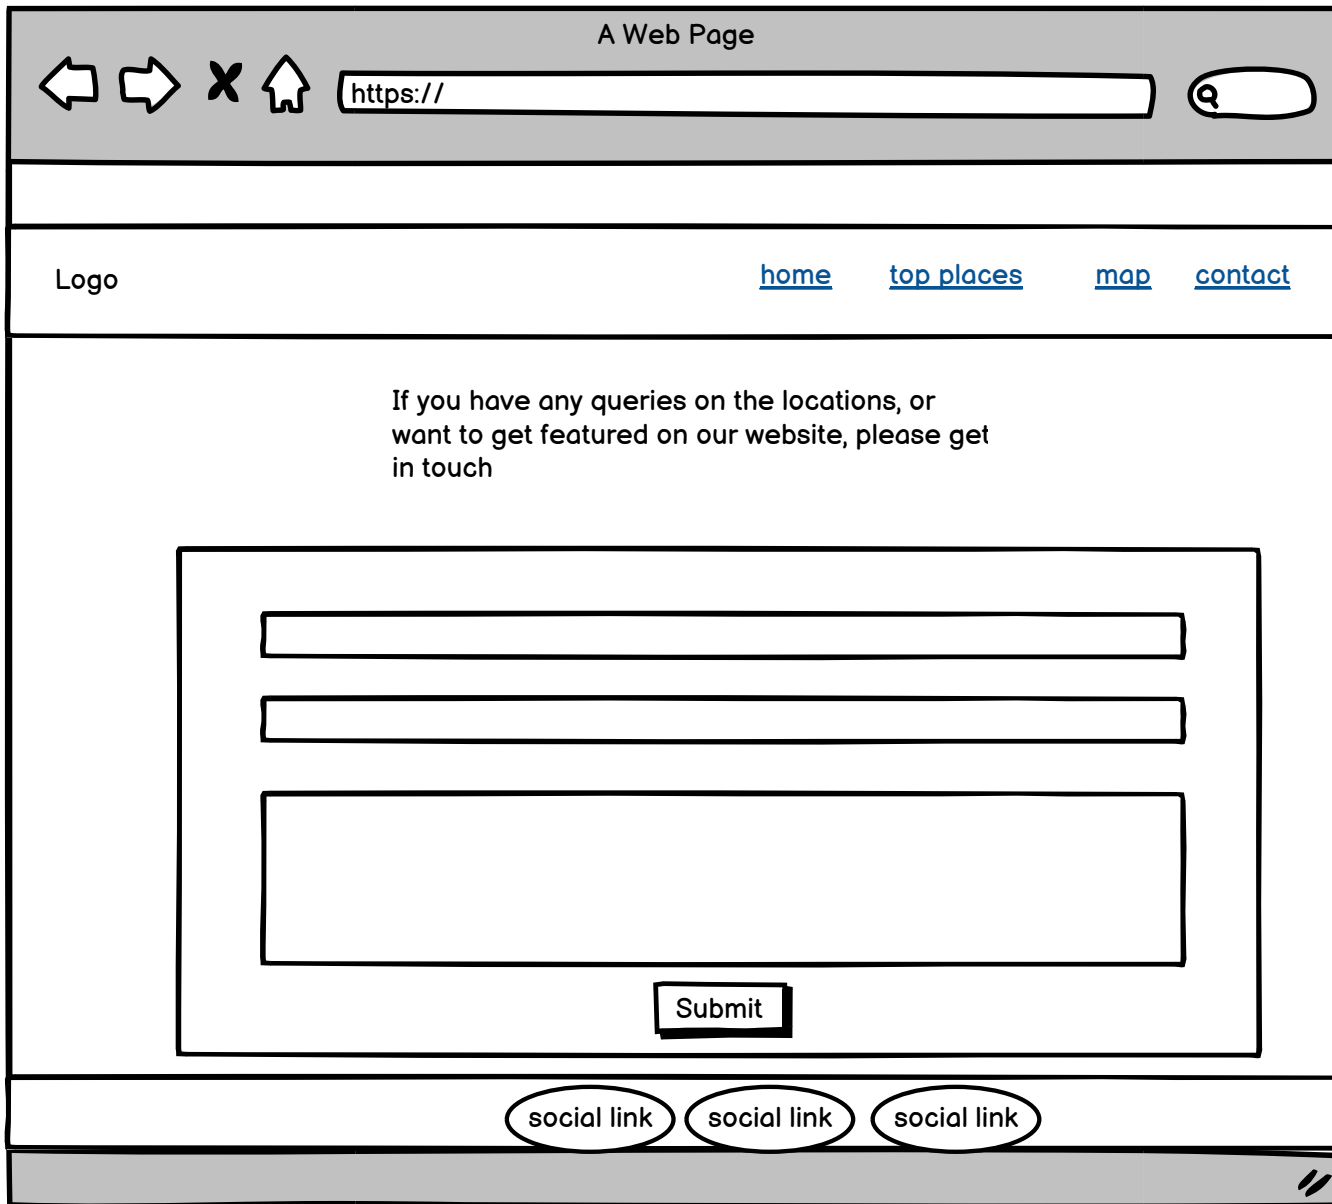 A Web Page
https://
Logo
home top places map contact
If you have any queries on the locations, or
want to get featured on our website, please get
in touch
Submit
social link social link social link